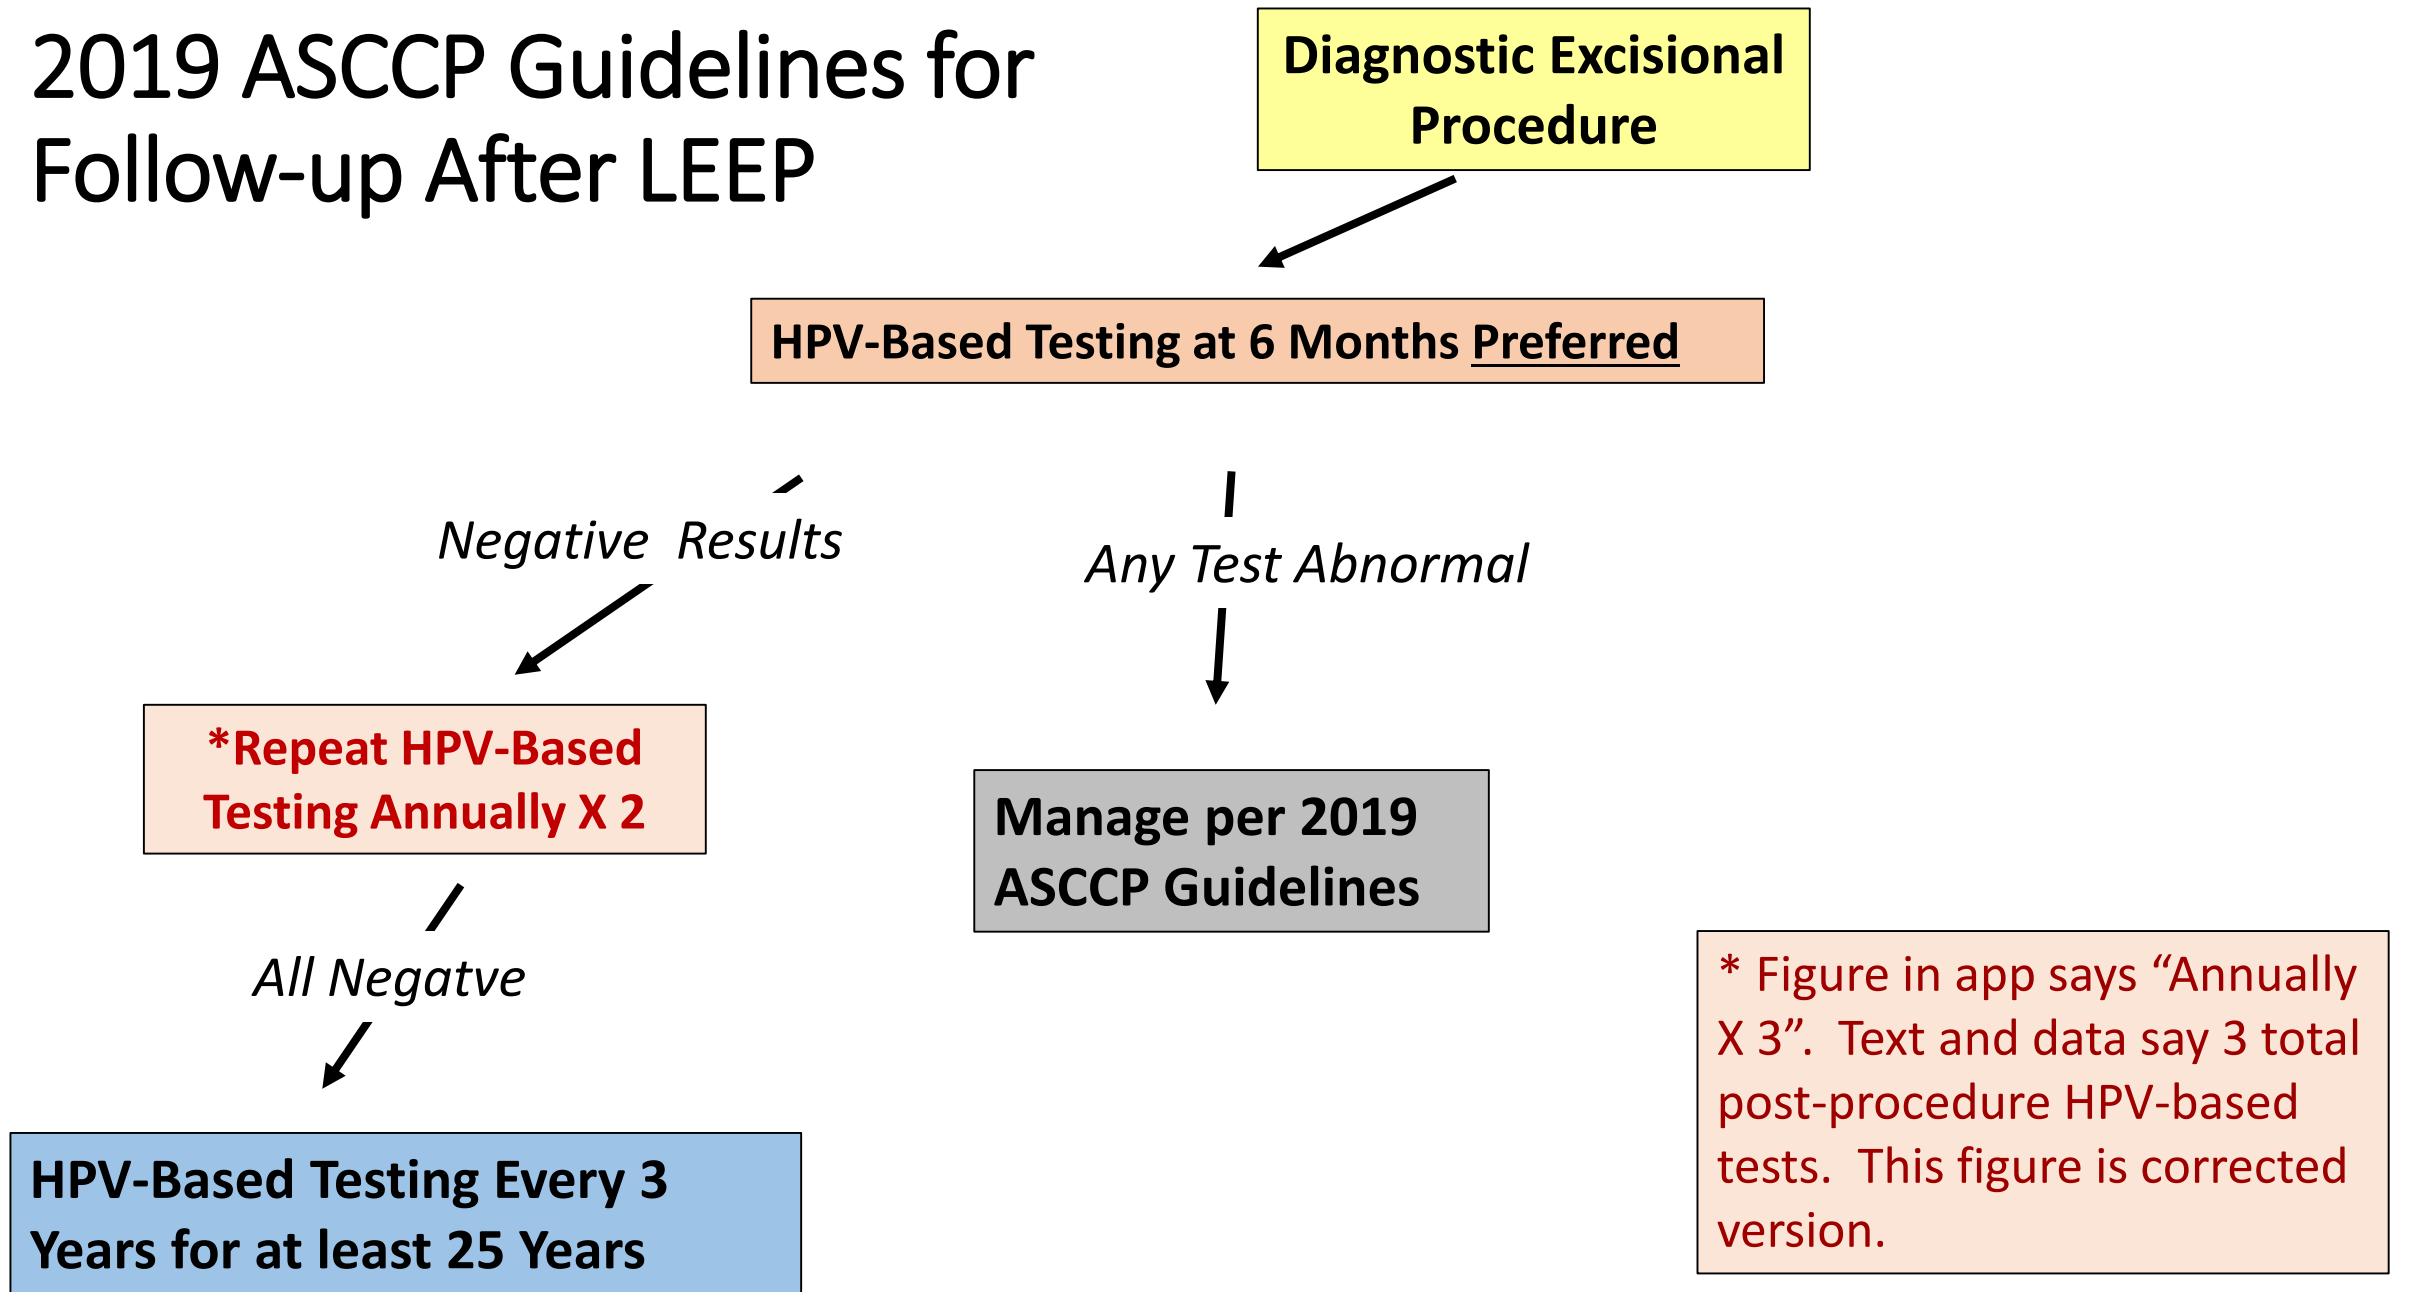 2019 ASCCP Guidelines for
Follow-up After LEEP
Diagnostic Excisional
Procedure
HPV-Based Testing at 6 Months Preferred
Negative  Results
Any Test Abnormal
*Repeat HPV-Based
Testing Annually X 2
Manage per 2019
ASCCP Guidelines
All Negatve
HPV-Based Testing Every 3
Years for at least 25 Years
* Figure in app says “Annually
X 3”.  Text and data say 3 total
post-procedure HPV-based
tests.  This figure is corrected
version.